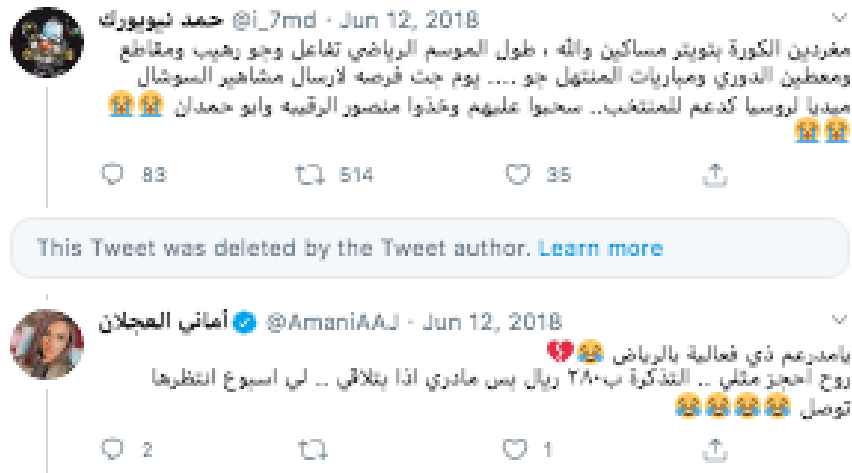 حمد نيويورك @i_7md · Jun 12, 2018
مغردين الكورة بتويتر مساكين والله ، طول الموسم الرياضي تفاعل وجو رهيب ومقاطع
ومعطين الدوري ومباريات المنتهل جو .... يوم جت فرصه لارسال مشاهير السوشال
ميديا لروسيا كدعم للمنتخب.. سحبوا عليهم وخذوا منصور الرقيبه وابو حمدان 😭😭
😭😭
83 514 35
This Tweet was deleted by the Tweet author. Learn more
أماني العجلان @AmaniAAJ · Jun 12, 2018
يامدرعم ذي فعالية بالرياض 😂💔
روح احجز مثلي .. التذكرة ب٢٨٠ ريال بس مادري اذا بتلاقي .. لي اسبوع انتظرها
توصل 😂😂😂😂
2 1